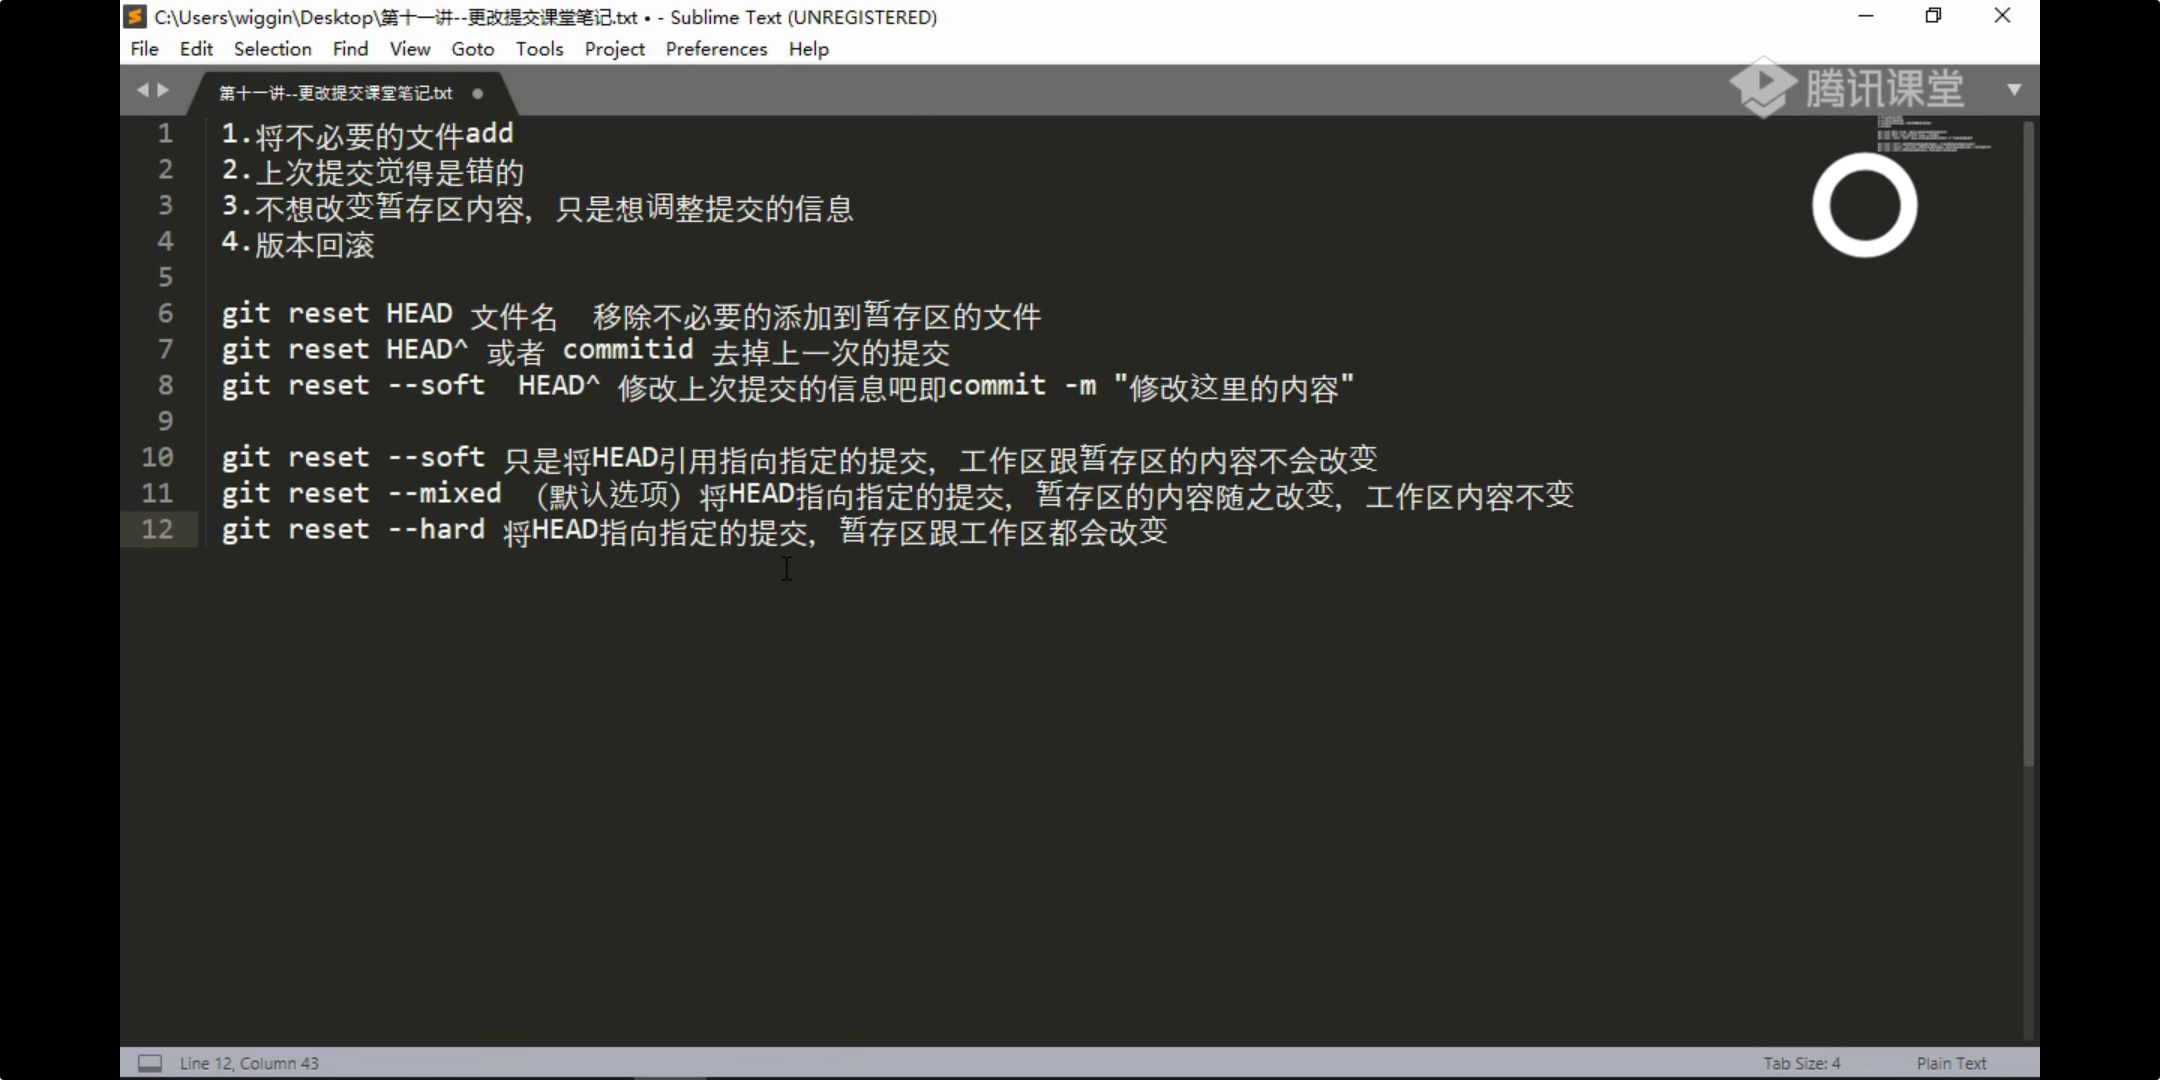 C:\Users\wiggin\Desktop\第十一讲--更改提交课堂笔记.txt • - Sublime Text (UNREGISTERED)
File Edit Selection Find View Goto Tools Project Preferences Help
第十一讲--更改提交课堂笔记.txt
腾讯课堂
1 1.将不必要的文件add
2 2.上次提交觉得是错的
3 3.不想改变暂存区内容，只是想调整提交的信息
4 4.版本回滚
5
6 git reset HEAD 文件名  移除不必要的添加到暂存区的文件
7 git reset HEAD^ 或者 commitid 去掉上一次的提交
8 git reset --soft  HEAD^ 修改上次提交的信息吧即commit -m "修改这里的内容"
9
10 git reset --soft 只是将HEAD引用指向指定的提交，工作区跟暂存区的内容不会改变
11 git reset --mixed （默认选项）将HEAD指向指定的提交，暂存区的内容随之改变，工作区内容不变
12 git reset --hard 将HEAD指向指定的提交，暂存区跟工作区都会改变
Line 12, Column 43
Tab Size: 4
Plain Text